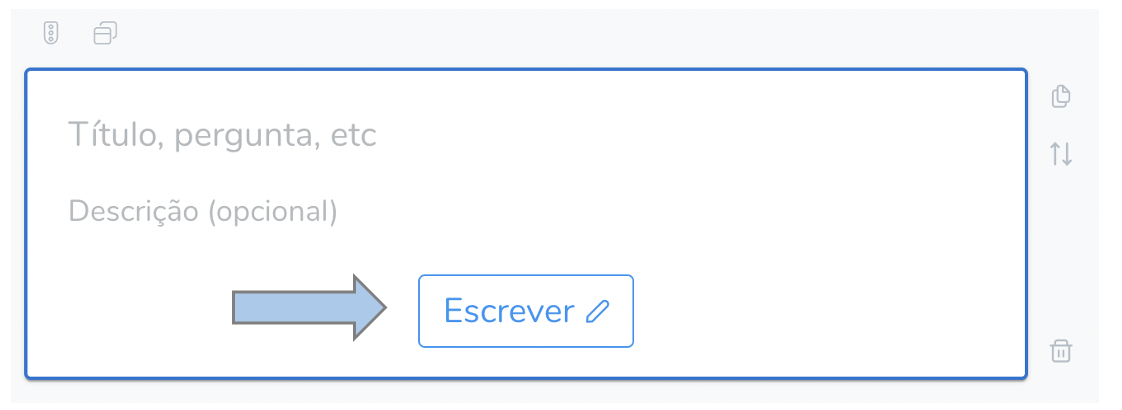 Título, pergunta, etc
Descrição (opcional)
Escrever